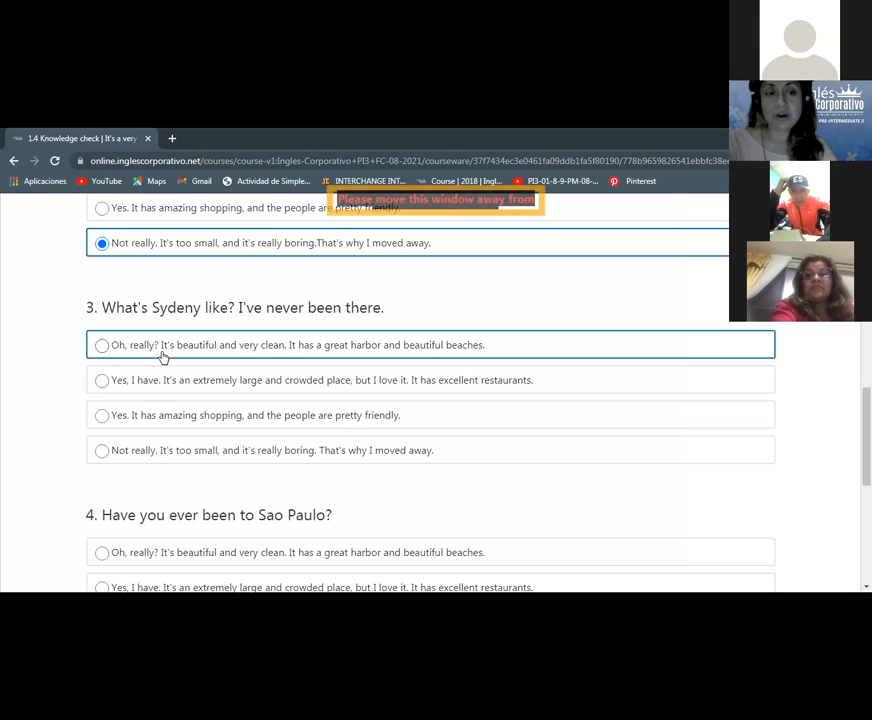 1.4 Knowledge check | It's a very
online.inglescorporativo.net/courses/course-v1:Ingles-Corporativo+PI3+FC-08-2021/courseware/37f7434ec3e0461fa09ddb1fa5f80190/778b9659826541ebbfc38ee
Aplicaciones YouTube Maps Gmail Actividad de Simple... INTERCHANGE INT... Course | 2018 | Ingl... PI3-01-8-9-PM-08-... Pinterest
Please move this window away from
Yes. It has amazing shopping, and the people are pretty friendly.
Not really. It's too small, and it's really boring.That's why I moved away.
3. What's Sydeny like? I've never been there.
Oh, really? It's beautiful and very clean. It has a great harbor and beautiful beaches.
Yes, I have. It's an extremely large and crowded place, but I love it. It has excellent restaurants.
Yes. It has amazing shopping, and the people are pretty friendly.
Not really. It's too small, and it's really boring. That's why I moved away.
4. Have you ever been to Sao Paulo?
Oh, really? It's beautiful and very clean. It has a great harbor and beautiful beaches.
Yes, I have. It's an extremely large and crowded place, but I love it. It has excellent restaurants.
glés
Corporativo
PRE-INTERMEDIATE 3